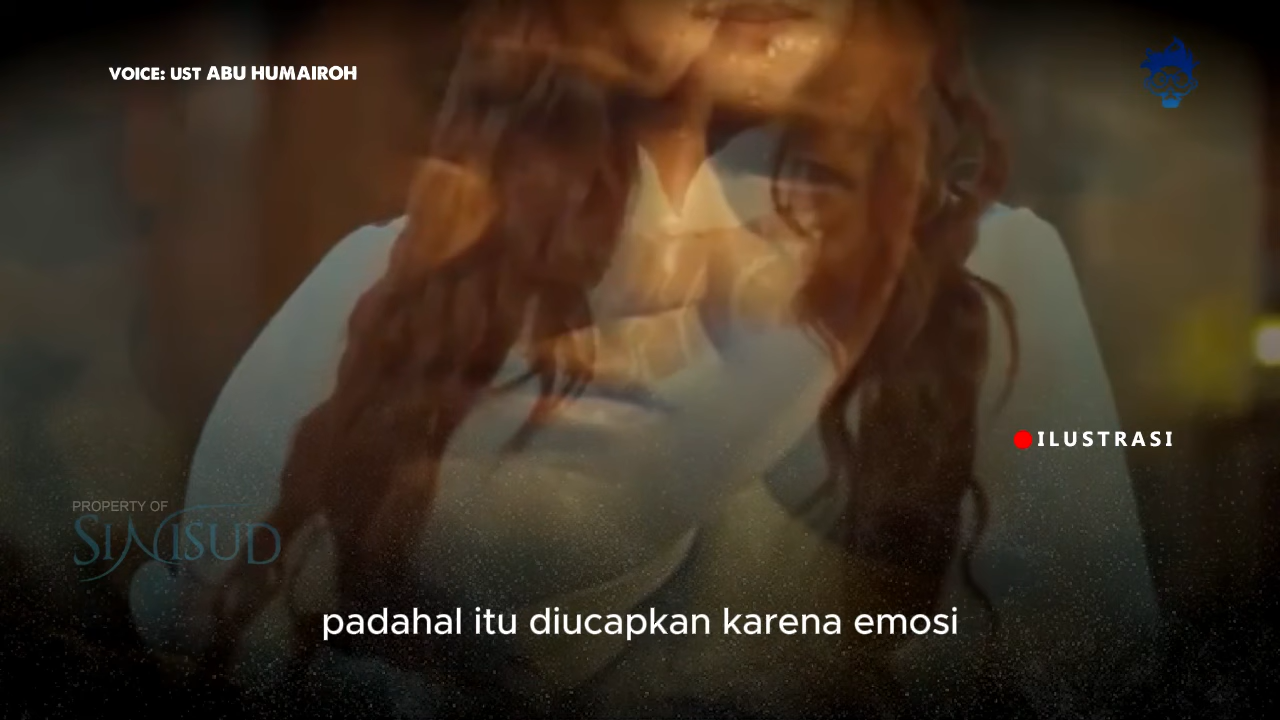 VOICE: UST ABU HUMAIROH
ILUSTRASI
PROPERTY OF
SINISUD
padahal itu diucapkan karena emosi